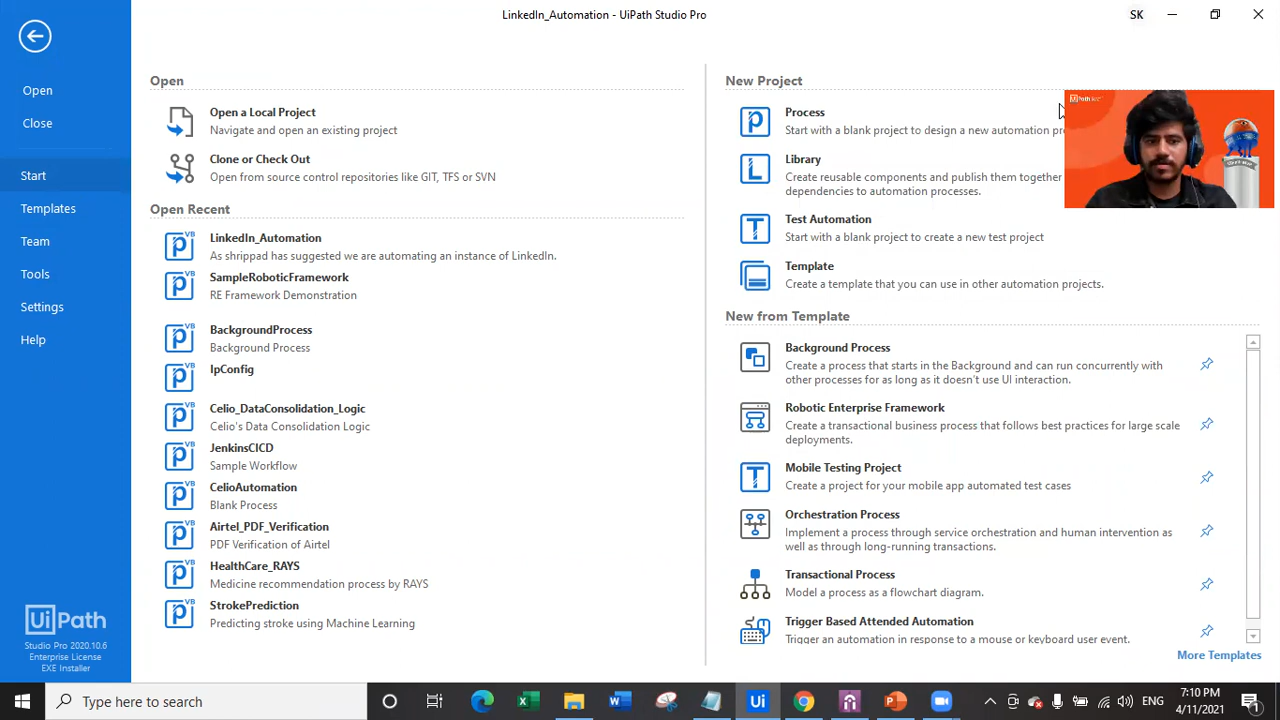 LinkedIn_Automation - UiPath Studio Pro
SK
Open
Close
Start
Templates
Team
Tools
Settings
Help
UiPath
Studio Pro 2020.10.6
Enterprise License
EXE Installer
Open
Open a Local Project
Navigate and open an existing project
Clone or Check Out
Open from source control repositories like GIT, TFS or SVN
Open Recent
LinkedIn_Automation
As shrippad has suggested we are automating an instance of LinkedIn.
SampleRoboticFramework
RE Framework Demonstration
BackgroundProcess
Background Process
IpConfig
Celio_DataConsolidation_Logic
Celio's Data Consolidation Logic
JenkinsCICD
Sample Workflow
CelioAutomation
Blank Process
Airtel_PDF_Verification
PDF Verification of Airtel
HealthCare_RAYS
Medicine recommendation process by RAYS
StrokePrediction
Predicting stroke using Machine Learning
New Project
Process
Start with a blank project to design a new automation pr
Library
Create reusable components and publish them together
dependencies to automation processes.
Test Automation
Start with a blank project to create a new test project
Template
Create a template that you can use in other automation projects.
New from Template
Background Process
Create a process that starts in the Background and can run concurrently with
other processes for as long as it doesn't use UI interaction.
Robotic Enterprise Framework
Create a transactional business process that follows best practices for large scale
deployments.
Mobile Testing Project
Create a project for your mobile app automated test cases
Orchestration Process
Implement a process through service orchestration and human intervention as
well as through long-running transactions.
Transactional Process
Model a process as a flowchart diagram.
Trigger Based Attended Automation
Trigger an automation in response to a mouse or keyboard user event.
More Templates
Type here to search
Ui
ENG
7:10 PM
4/11/2021